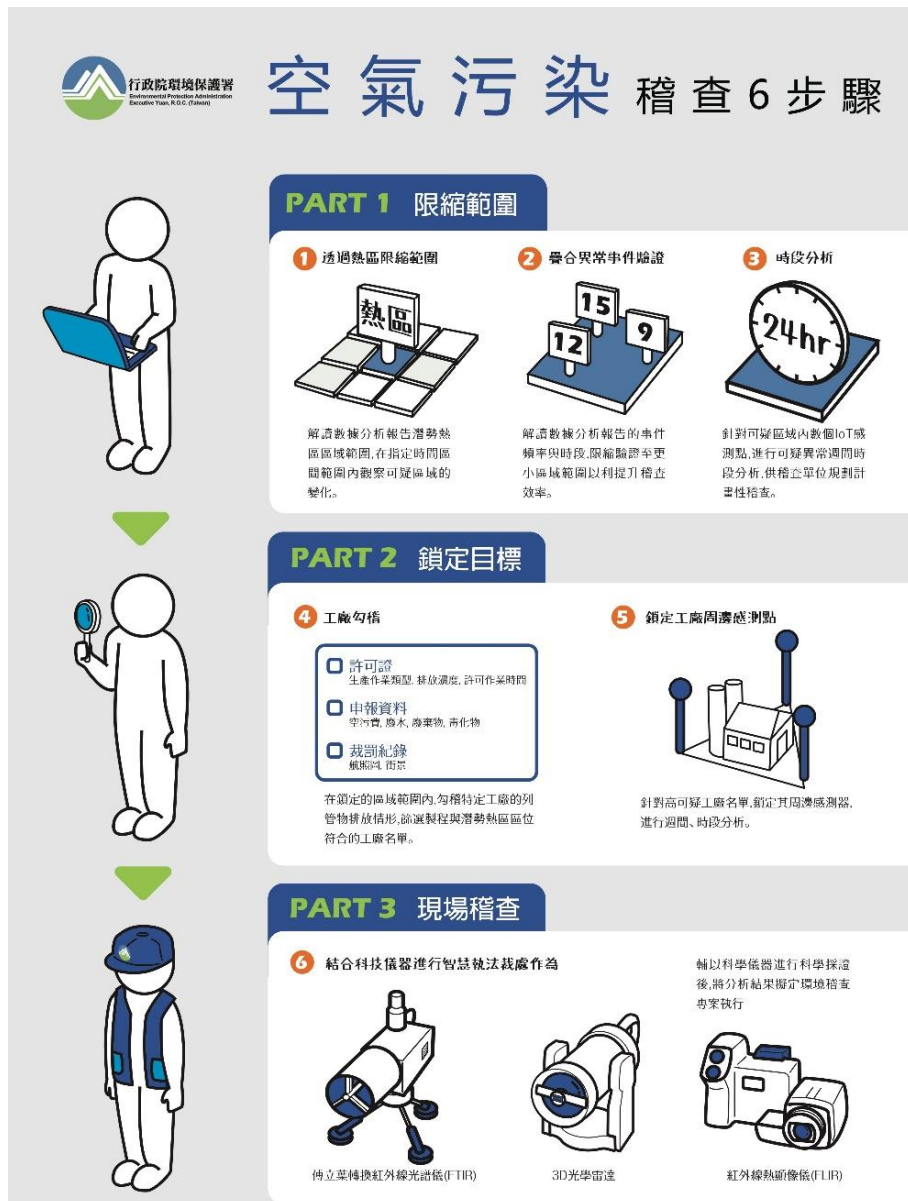 行政院環境保護署
Environmental Protection Administration
Executive Yuan, R.O.C. (Taiwan)
空氣污染 稽查6步驟
PART 1 限縮範圍
1 透過熱區限縮範圍
熱區
解讀數據分析報告潛勢熱
區區域範圍,在指定時間區
間範圍內觀察可疑區域的
變化。
2 疊合異常事件驗證
15
12
9
解讀數據分析報告的事件
頻率與時段,限縮驗證至更
小區域範圍以利提升稽查
效率。
3 時段分析
24hr
針對可疑區域內數個IoT感
測點,進行可疑異常週間時
段分析,供稽查單位規劃計
畫性稽查。
PART 2 鎖定目標
4 工廠勾稽
許可證
生產作業類型, 排放濃度, 許可作業時間
申報資料
空污費, 廢水, 廢棄物, 毒化物
裁罰紀錄
航照圖, 街景
在鎖定的區域範圍內,勾稽特定工廠的列
管物排放情形,篩選製程與潛勢熱區區位
符合的工廠名單。
5 鎖定工廠周邊感測點
針對高可疑工廠名單,鎖定其周邊感測器,
進行週間、時段分析。
PART 3 現場稽查
6 結合科技儀器進行智慧執法裁處作為
輔以科學儀器進行科學採證
後,將分析結果擬定環境稽查
專案執行
傅立葉轉換紅外線光譜儀(FTIR)
3D光學雷達
紅外線熱顯像儀(FLIR)